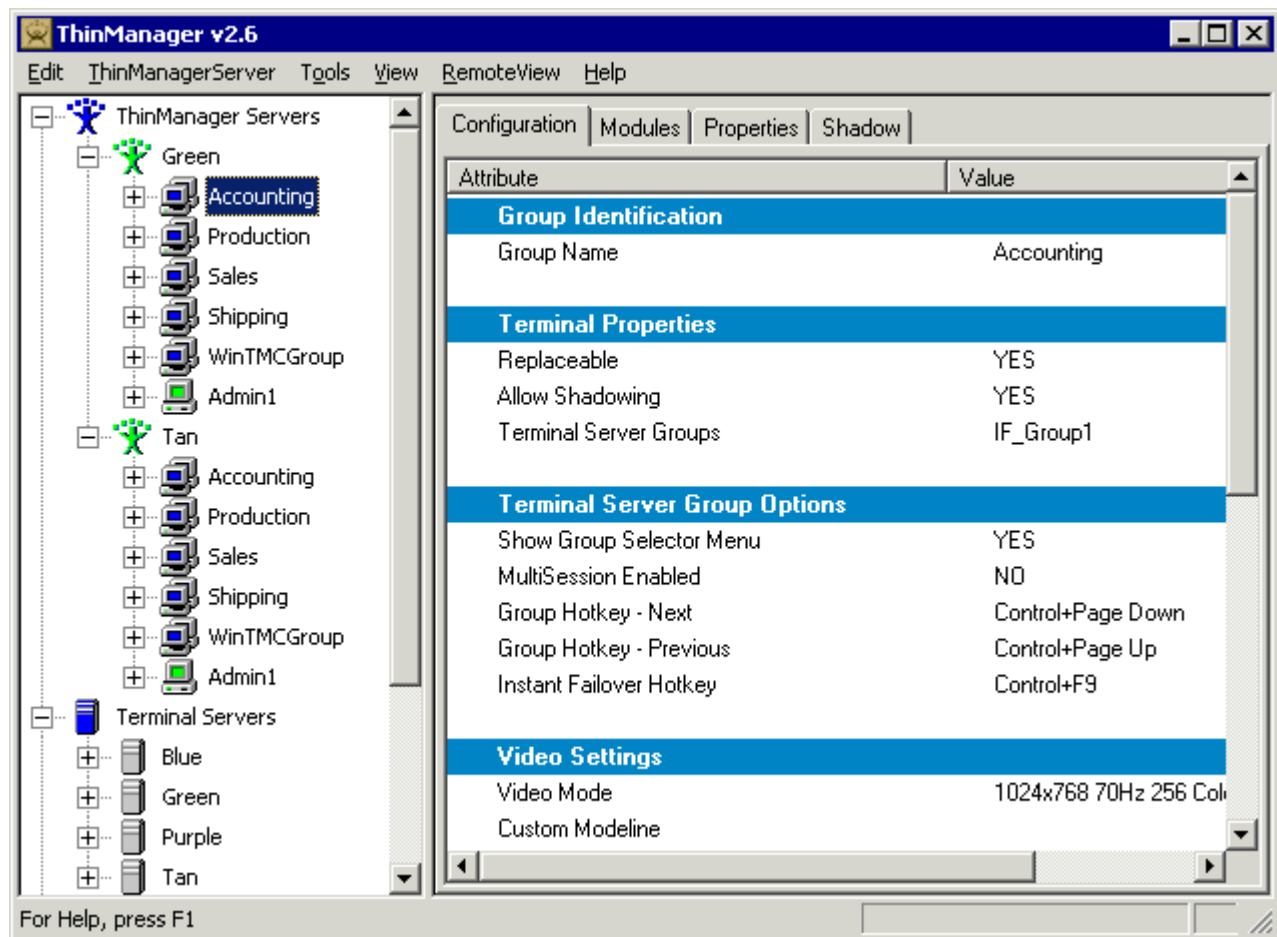 ThinManager v2.6
Edit ThinManagerServer Tools View RemoteView Help
ThinManager Servers
Green
Accounting
Production
Sales
Shipping
WinTMCGroup
Admin1
Tan
Accounting
Production
Sales
Shipping
WinTMCGroup
Admin1
Terminal Servers
Blue
Green
Purple
Tan
Configuration Modules Properties Shadow
Attribute Value
Group Identification
Group Name Accounting
Terminal Properties
Replaceable YES
Allow Shadowing YES
Terminal Server Groups IF_Group1
Terminal Server Group Options
Show Group Selector Menu YES
MultiSession Enabled NO
Group Hotkey - Next Control+Page Down
Group Hotkey - Previous Control+Page Up
Instant Failover Hotkey Control+F9
Video Settings
Video Mode 1024x768 70Hz 256
Custom Modeline
For Help, press F1